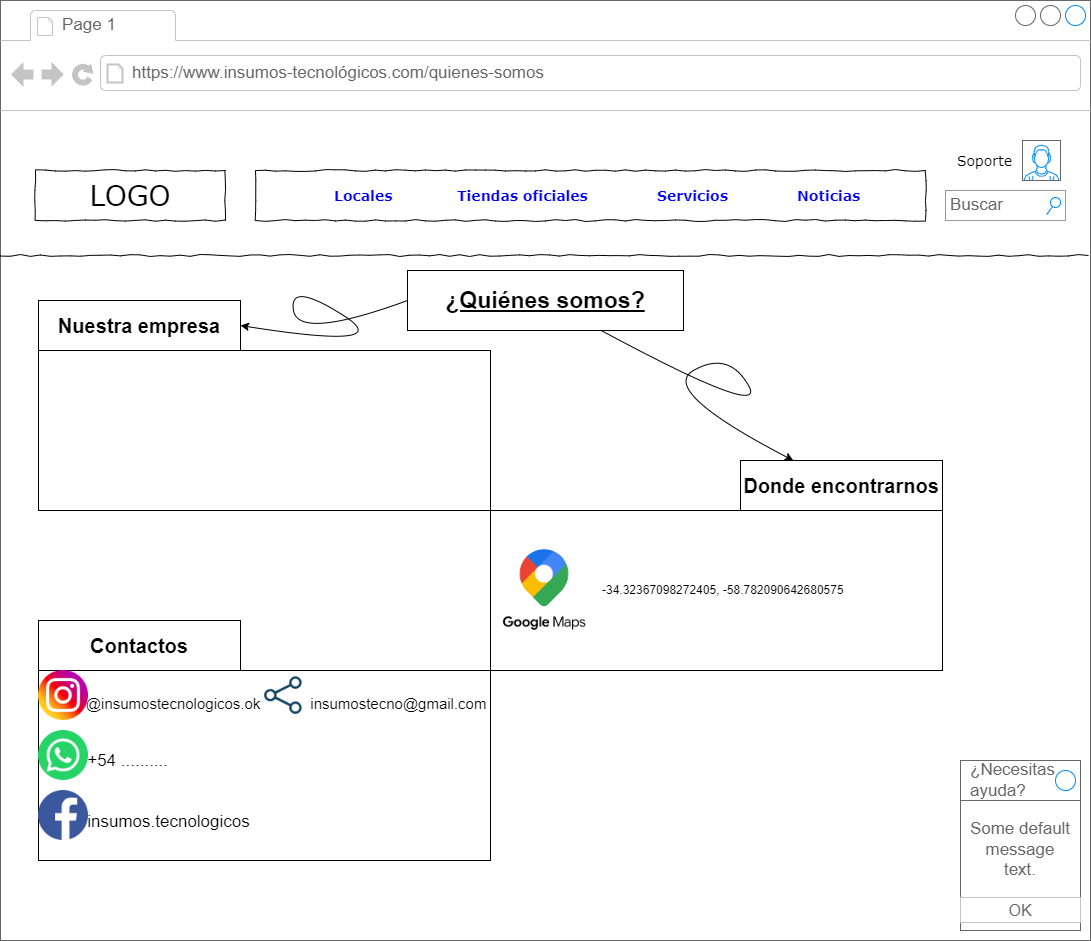 Page 1
https://www.insumos-tecnológicos.com/quienes-somos
Soporte
LOGO
Locales
Tiendas oficiales
Servicios
Noticias
Buscar
¿Quiénes somos?
Nuestra empresa
Donde encontrarnos
-34.32367098272405, -58.782090642680575
Google Maps
Contactos
@insumostecnologicos.ok
insumostecno@gmail.com
+54 ..........
insumos.tecnologicos
¿Necesitas
ayuda?
Some default
message
text.
OK